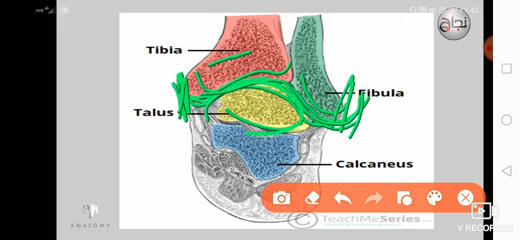 نجاح
Tibia
Fibula
Talus
Calcaneus
ANATOMY
© TeachMeSeries
V RECORDER